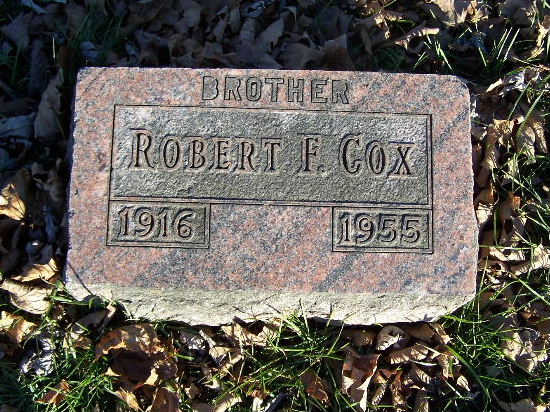 BROTHER
ROBERT F. COX
1916 1955